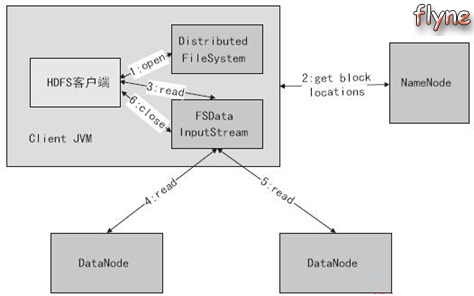 flyne
Distributed
FileSystem
1:open
2:get block
locations
NameNode
HDFS客户端
3:read
6:close
FSData
InputStream
Client JVM
4:read
5:read
DataNode
DataNode